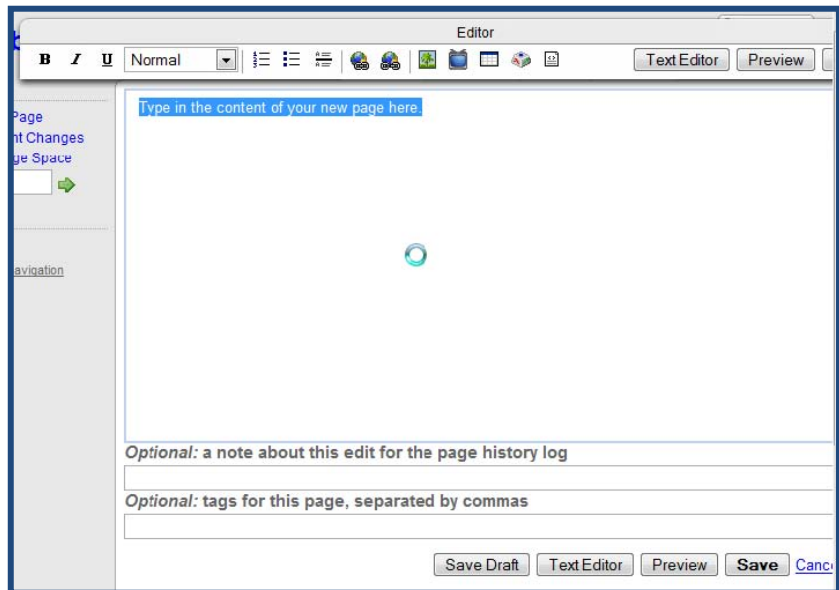 Editor
B I U Normal Text Editor Preview
Page
Type in the content of your new page here.
nt Changes
ge Space
avigation
Optional: a note about this edit for the page history log
Optional: tags for this page, separated by commas
Save Draft Text Editor Preview Save Cance